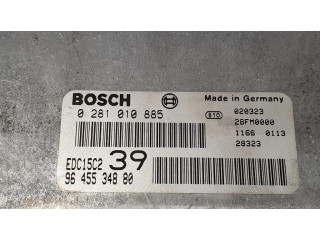 BOSCH
Made in Germany
0 281 010 885
810
020323
28FM0000
1166 0113
28323
EDC15C2 39
96 455 348 80